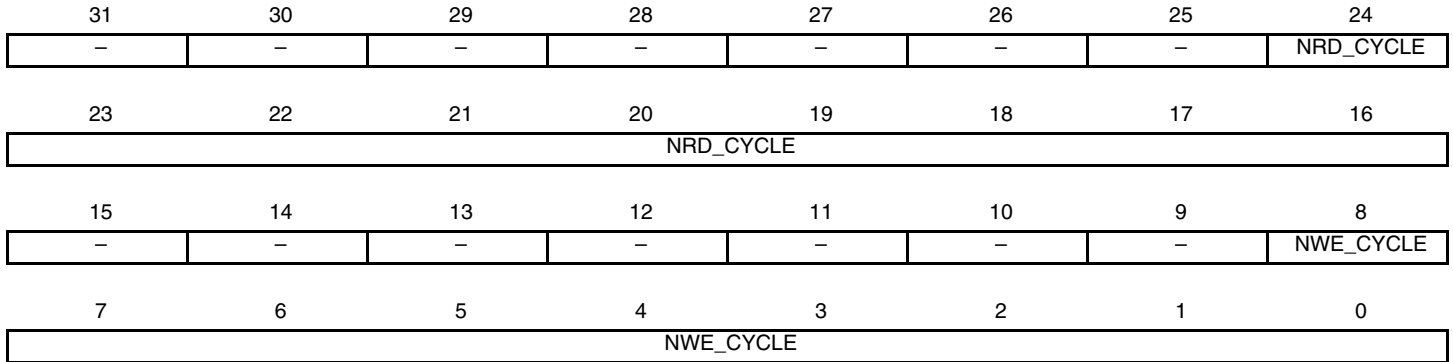 31 30 29 28 27 26 25 24
– – – – – – – NRD_CYCLE
23 22 21 20 19 18 17 16
NRD_CYCLE
15 14 13 12 11 10 9 8
– – – – – – – NWE_CYCLE
7 6 5 4 3 2 1 0
NWE_CYCLE